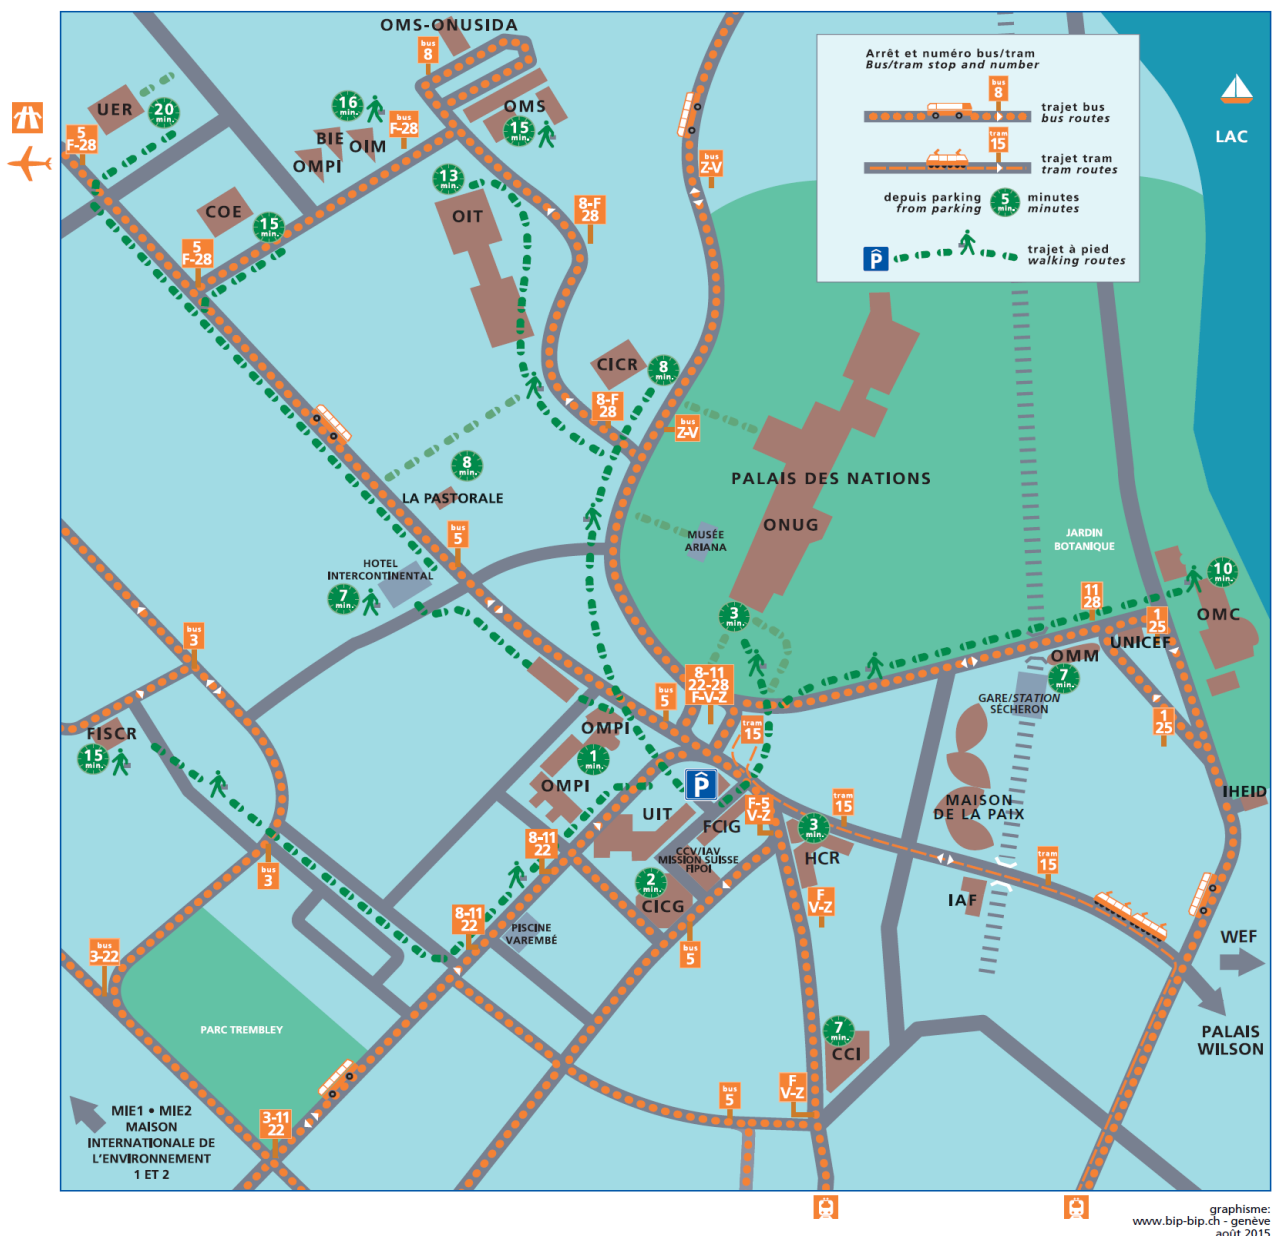 OMS-ONUSIDA
bus
8
Arrêt et numéro bus/tram
Bus/tram stop and number
bus
8
trajet bus
bus routes
tram
15
trajet tram
tram routes
depuis parking
from parking
5
min.
minutes
minutes
P
trajet à pied
walking routes
LAC
UER
20
min.
16
min.
BIE
OIM
OMPI
bus
F-28
OMS
15
min.
5
F-28
bus
Z-V
13
min.
OIT
COE
15
min.
8-F
28
5
F-28
CICR
8
min.
8-F
28
bus
Z-V
8
min.
LA PASTORALE
PALAIS DES NATIONS
ONUG
MUSÉE
ARIANA
JARDIN
BOTANIQUE
bus
5
HOTEL
INTERCONTINENTAL
7
min.
10
min.
OMC
11
28
1
25
UNICEF
OMM
7
min.
3
min.
bus
3
8-11
22-28
F-V-Z
bus
5
GARE/STATION
SÉCHERON
1
25
tram
15
FISCR
15
min.
OMPI
1
min.
OMPI
P
UIT
FCIG
F-5
V-Z
tram
15
3
min.
HCR
MAISON
DE LA PAIX
IHEID
CCV/IAV
MISSION SUISSE
FIPOI
8-11
22
2
min.
CICG
bus
3
tram
15
IAF
F
V-Z
8-11
22
PISCINE
VAREMBÉ
bus
5
bus
3-22
WEF
PARC TREMBLEY
7
min.
CCI
PALAIS
WILSON
bus
5
F
V-Z
MIE1 • MIE2
MAISON
INTERNATIONALE DE
L'ENVIRONNEMENT
1 ET 2
3-11
22
graphisme:
www.bip-bip.ch - genève
août 2015